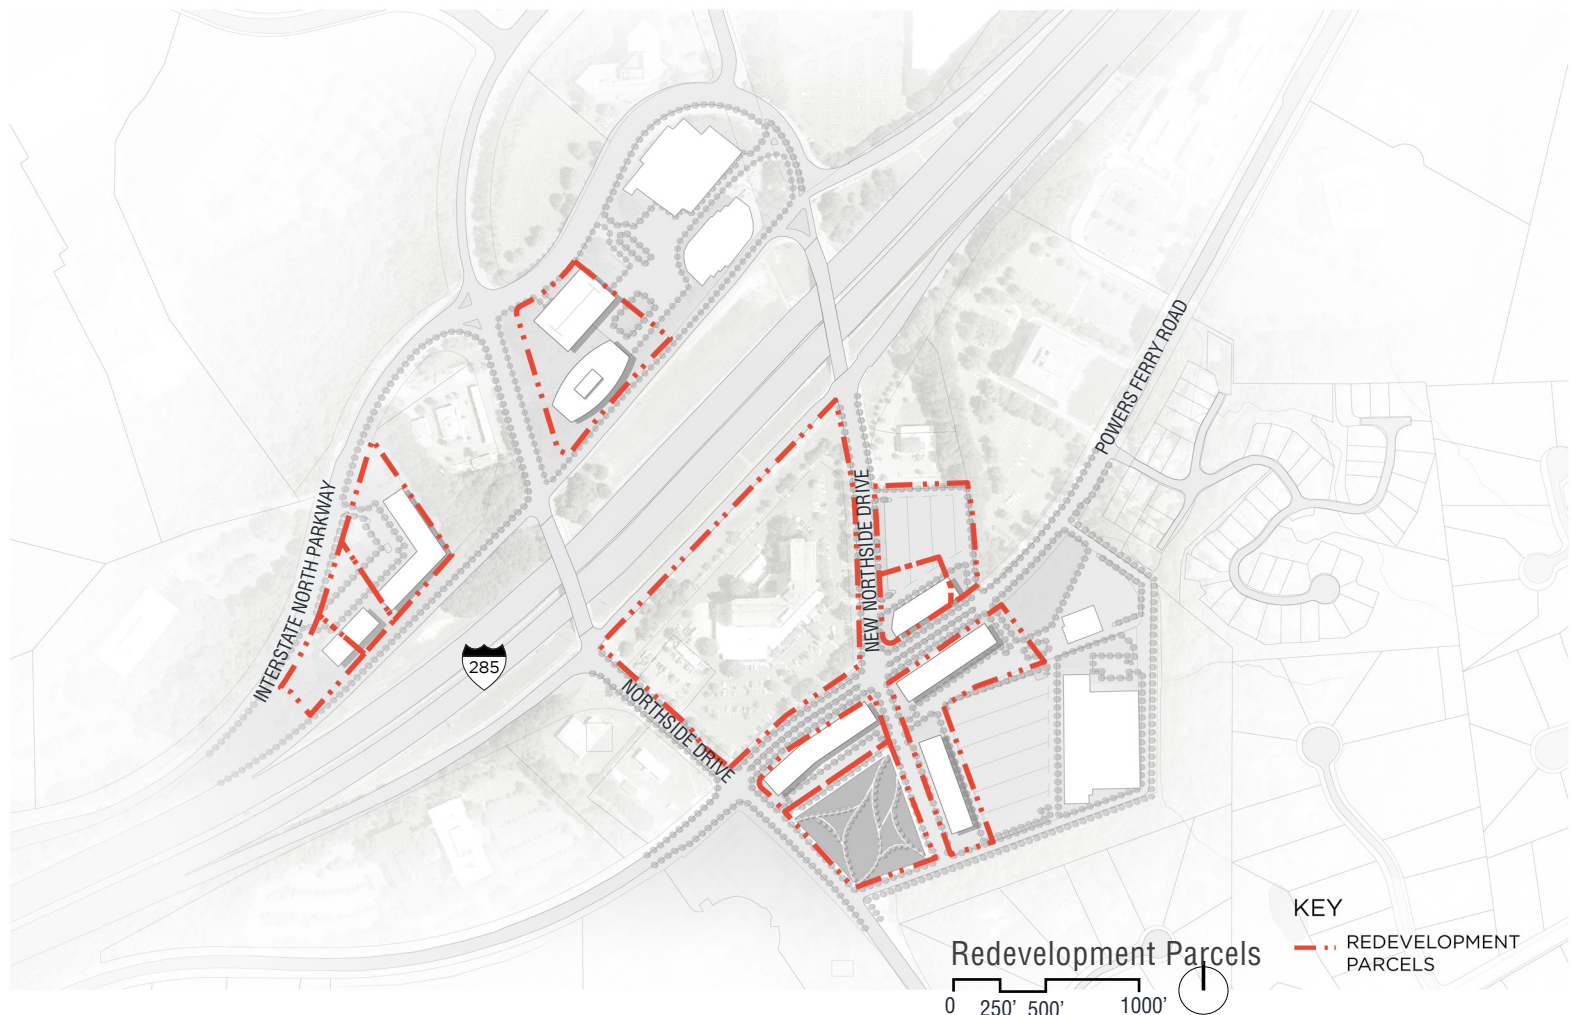 POWERS FERRY ROAD
NEW NORTHSIDE DRIVE
INTERSTATE NORTH PARKWAY
285
NORTHSIDE DRIVE
KEY
REDEVELOPMENT
PARCELS
Redevelopment Parcels
0 250' 500' 1000'